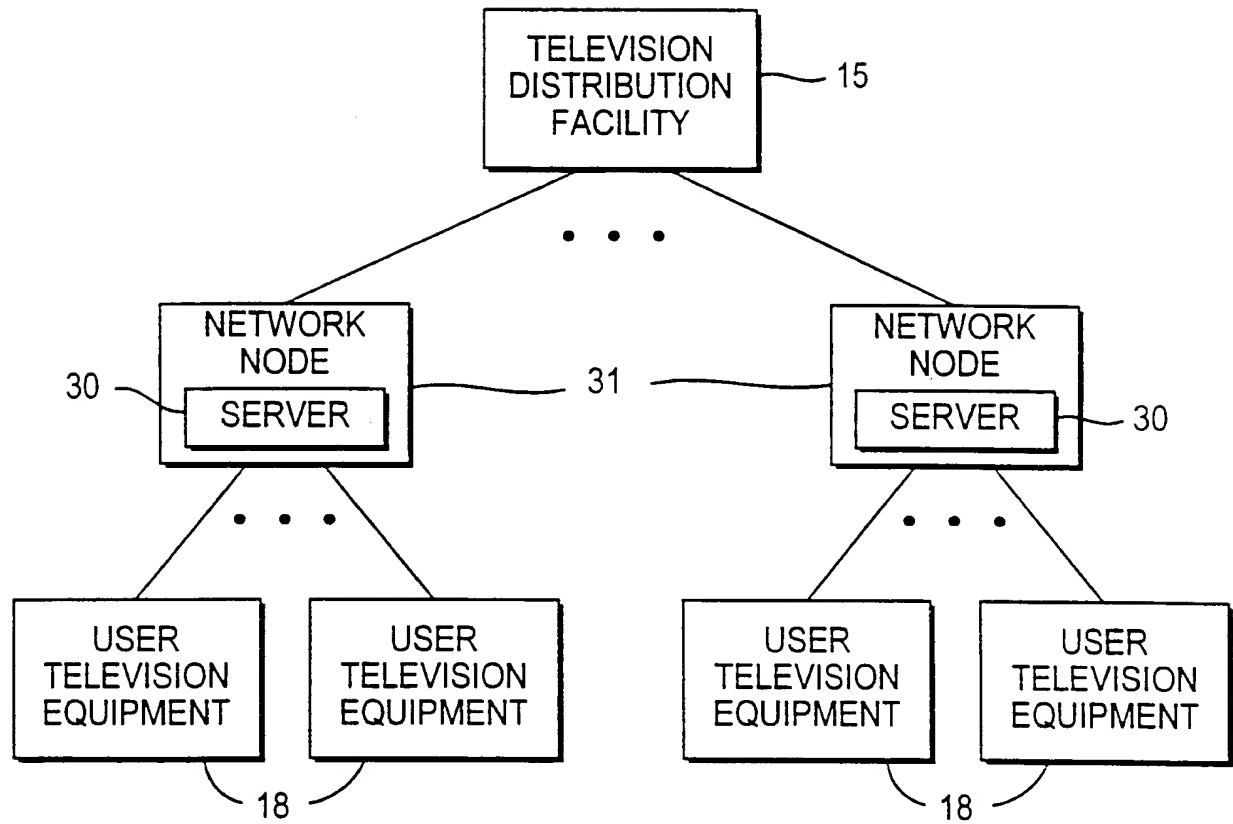 TELEVISION
DISTRIBUTION
FACILITY
15
NETWORK
NODE
30
SERVER
31
NETWORK
NODE
SERVER
30
USER
TELEVISION
EQUIPMENT
USER
TELEVISION
EQUIPMENT
18
USER
TELEVISION
EQUIPMENT
USER
TELEVISION
EQUIPMENT
18